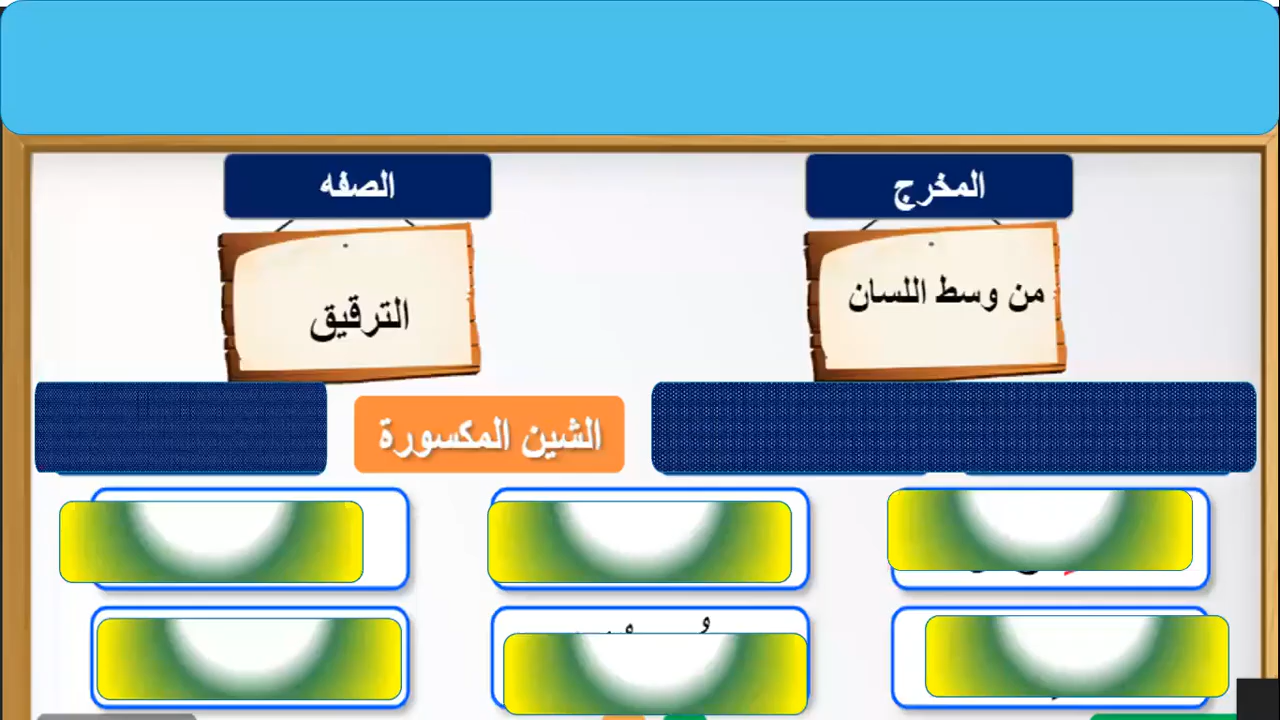 المخرج
الصفه
من وسط اللسان
الترقيق
الشين المكسورة